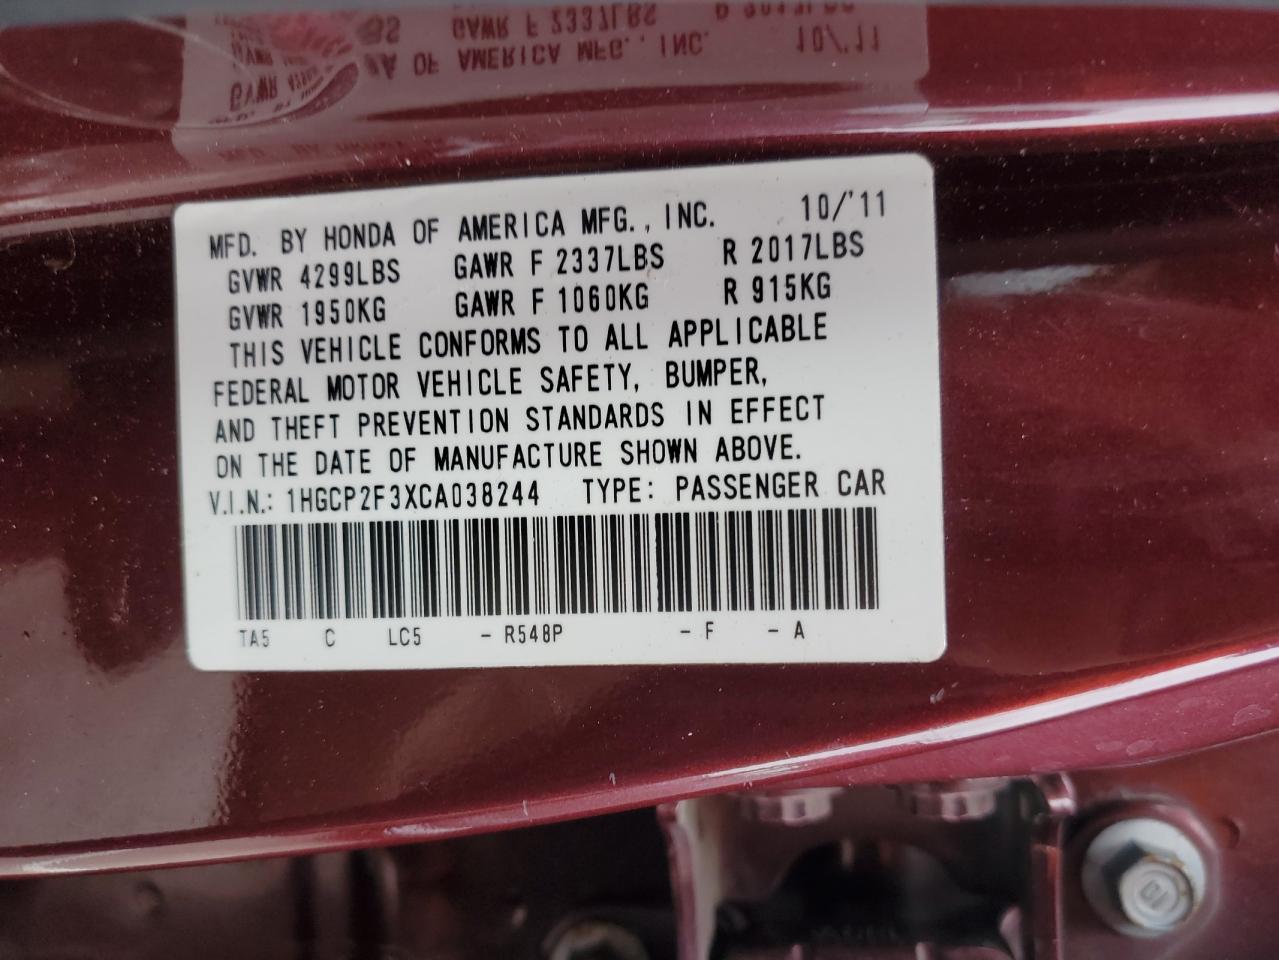 MFD. BY HONDA OF AMERICA MFG., INC. 10/'11
GVWR 4299LBS GAWR F 2337LBS R 2017LBS
GVWR 1950KG GAWR F 1060KG R 915KG
THIS VEHICLE CONFORMS TO ALL APPLICABLE
FEDERAL MOTOR VEHICLE SAFETY, BUMPER,
AND THEFT PREVENTION STANDARDS IN EFFECT
ON THE DATE OF MANUFACTURE SHOWN ABOVE.
V.I.N.: 1HGCP2F3XCA038244 TYPE: PASSENGER CAR
TA5 C LC5 - R548P - F - A